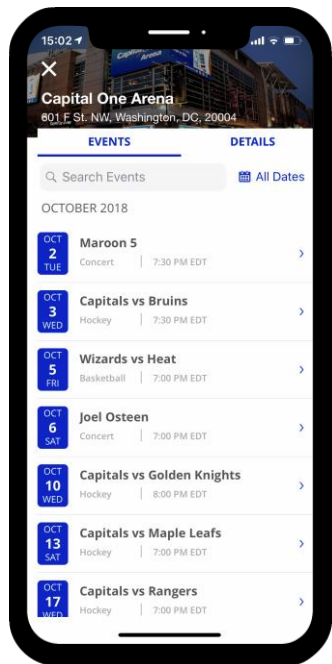 15:02
Capital One Arena
601 F St. NW, Washington, DC, 20004
EVENTS DETAILS
Search Events All Dates
OCTOBER 2018
OCT
2
TUE
Maroon 5
Concert | 7:30 PM EDT
OCT
3
WED
Capitals vs Bruins
Hockey | 7:30 PM EDT
OCT
5
FRI
Wizards vs Heat
Basketball | 7:00 PM EDT
OCT
6
SAT
Joel Osteen
Concert | 7:00 PM EDT
OCT
10
WED
Capitals vs Golden Knights
Hockey | 8:00 PM EDT
OCT
13
SAT
Capitals vs Maple Leafs
Hockey | 7:00 PM EDT
OCT
17
WED
Capitals vs Rangers
Hockey | 7:00 PM EDT